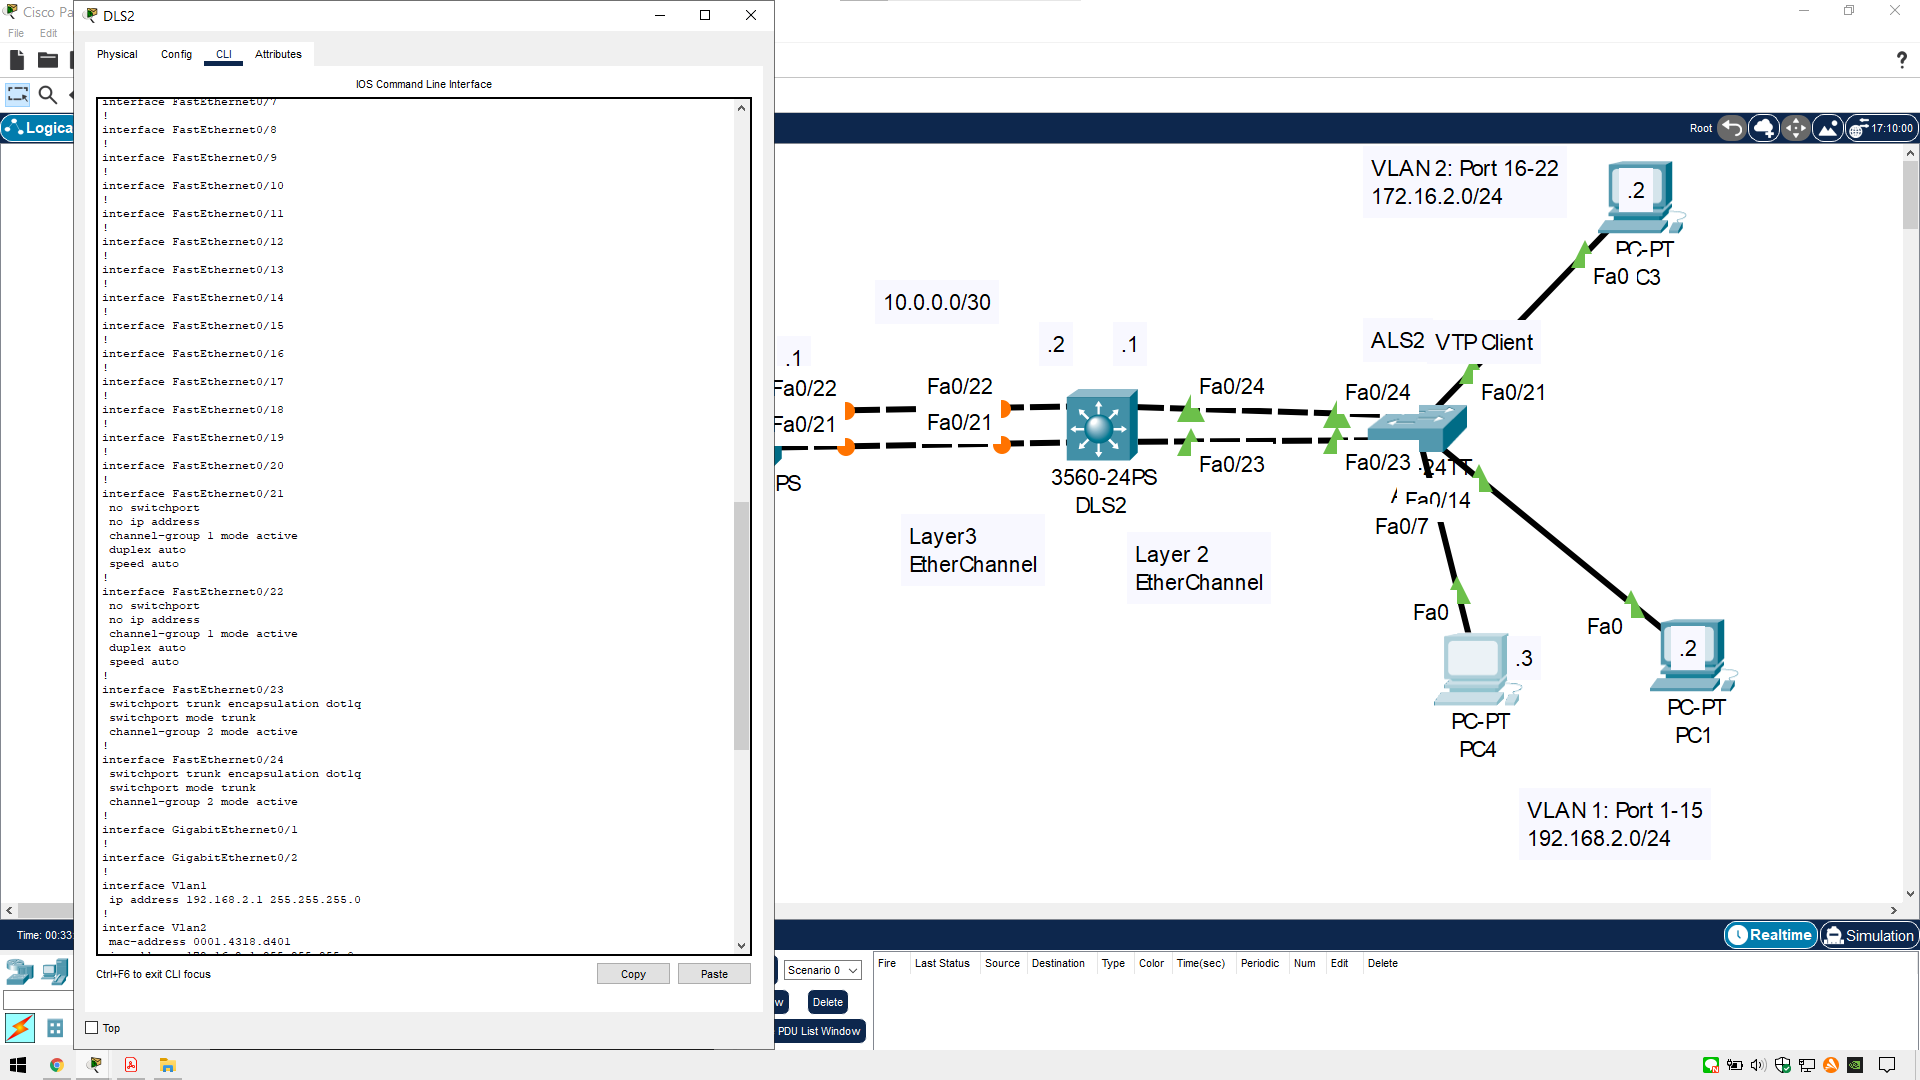 Cisco Pa
File Edit
DLS2
Physical Config CLI Attributes
IOS Command Line Interface
interface FastEthernet0/7
!
interface FastEthernet0/8
!
interface FastEthernet0/9
!
interface FastEthernet0/10
!
interface FastEthernet0/11
!
interface FastEthernet0/12
!
interface FastEthernet0/13
!
interface FastEthernet0/14
!
interface FastEthernet0/15
!
interface FastEthernet0/16
!
interface FastEthernet0/17
!
interface FastEthernet0/18
!
interface FastEthernet0/19
!
interface FastEthernet0/20
!
interface FastEthernet0/21
no switchport
no ip address
channel-group 1 mode active
duplex auto
speed auto
!
interface FastEthernet0/22
no switchport
no ip address
channel-group 1 mode active
duplex auto
speed auto
!
interface FastEthernet0/23
switchport trunk encapsulation dot1q
switchport mode trunk
channel-group 2 mode active
!
interface FastEthernet0/24
switchport trunk encapsulation dot1q
switchport mode trunk
channel-group 2 mode active
!
interface GigabitEthernet0/1
!
interface GigabitEthernet0/2
!
interface Vlan1
ip address 192.168.2.1 255.255.255.0
!
interface Vlan2
mac-address 0001.4318.d401
Ctrl+F6 to exit CLI focus
Copy Paste
Top
Logica
Root
17:10:00
VLAN 2: Port 16-22
172.16.2.0/24
.2
PC-PT
Fa0 C3
10.0.0.0/30
.1
.2
.1
ALS2 VTP Client
Fa0/22
Fa0/22
Fa0/24
Fa0/24
Fa0/21
Fa0/21
Fa0/21
Fa0/23
Fa0/23
24TT
PS
3560-24PS
DLS2
Fa0/14
Fa0/7
Layer3
EtherChannel
Layer 2
EtherChannel
Fa0
Fa0
.3
.2
PC-PT
PC4
PC-PT
PC1
VLAN 1: Port 1-15
192.168.2.0/24
Time: 00:33
Realtime Simulation
Scenario 0
Delete
PDU List Window
Fire Last Status Source Destination Type Color Time(sec) Periodic Num Edit Delete